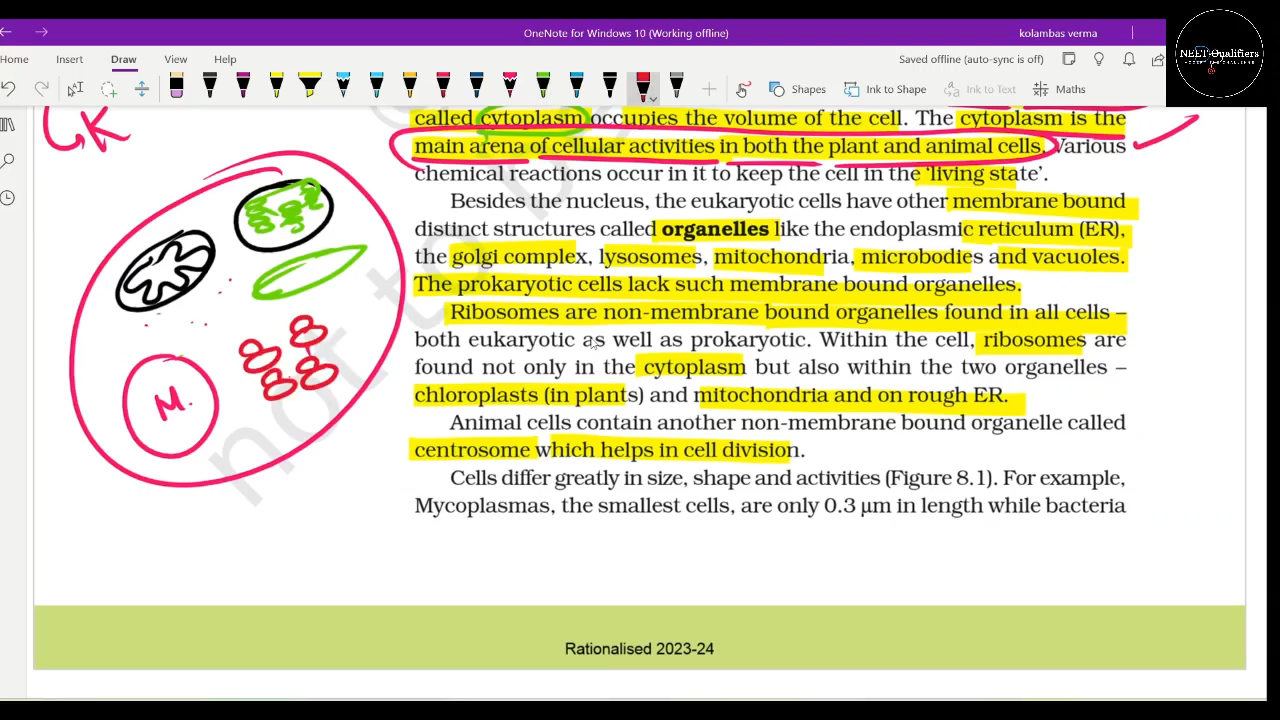 OneNote for Windows 10 (Working offline)
kolambas verma
NEET Qualifiers
Home Insert Draw View Help
Saved offline (auto-sync is off)
Shapes Ink to Shape Ink to Text Maths
K
called cytoplasm occupies the volume of the cell. The cytoplasm is the
main arena of cellular activities in both the plant and animal cells. Various
chemical reactions occur in it to keep the cell in the 'living state'.
Besides the nucleus, the eukaryotic cells have other membrane bound
distinct structures called organelles like the endoplasmic reticulum (ER),
the golgi complex, lysosomes, mitochondria, microbodies and vacuoles.
The prokaryotic cells lack such membrane bound organelles.
Ribosomes are non-membrane bound organelles found in all cells –
both eukaryotic as well as prokaryotic. Within the cell, ribosomes are
found not only in the cytoplasm but also within the two organelles –
chloroplasts (in plants) and mitochondria and on rough ER.
Animal cells contain another non-membrane bound organelle called
centrosome which helps in cell division.
Cells differ greatly in size, shape and activities (Figure 8.1). For example,
Mycoplasmas, the smallest cells, are only 0.3 µm in length while bacteria
M.
not to
Rationalised 2023-24